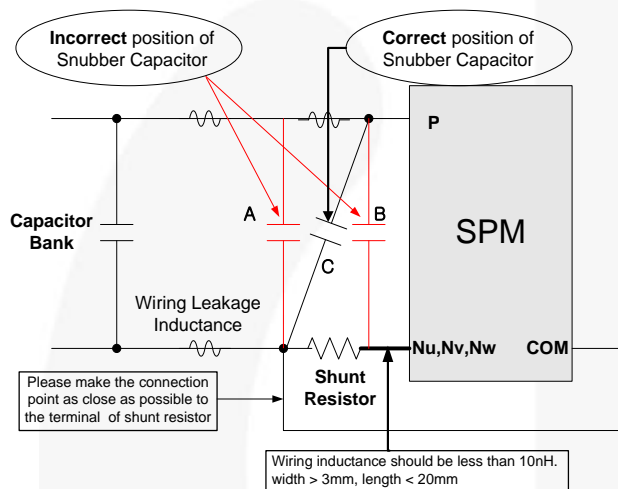 Incorrect position of
Snubber Capacitor
Correct position of
Snubber Capacitor
P
A
B
Capacitor
Bank
SPM
C
Wiring Leakage
Inductance
Nu,Nv,Nw
COM
Shunt
Resistor
Please make the connection
point as close as possible to
the terminal of shunt resistor
Wiring inductance should be less than 10nH.
width > 3mm, length < 20mm